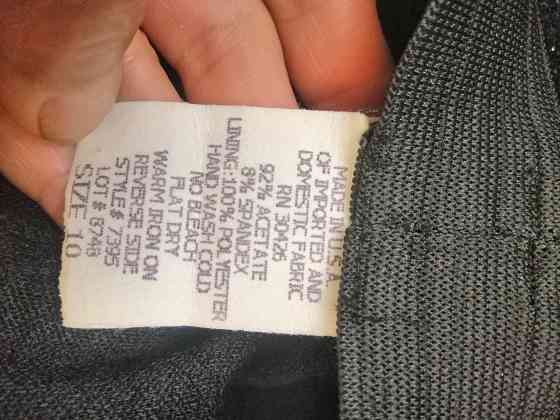 MADE IN U.S.A.
OF IMPORTED AND
DOMESTIC FABRIC
RN 30426
92% ACETATE
8% SPANDEX
LINING:100% POLYESTER
HAND WASH COLD
NO BLEACH
FLAT DRY
WARM IRON ON
REVERSE SIDE.
STYLE# 7395
LOT# 8748
SIZE 10